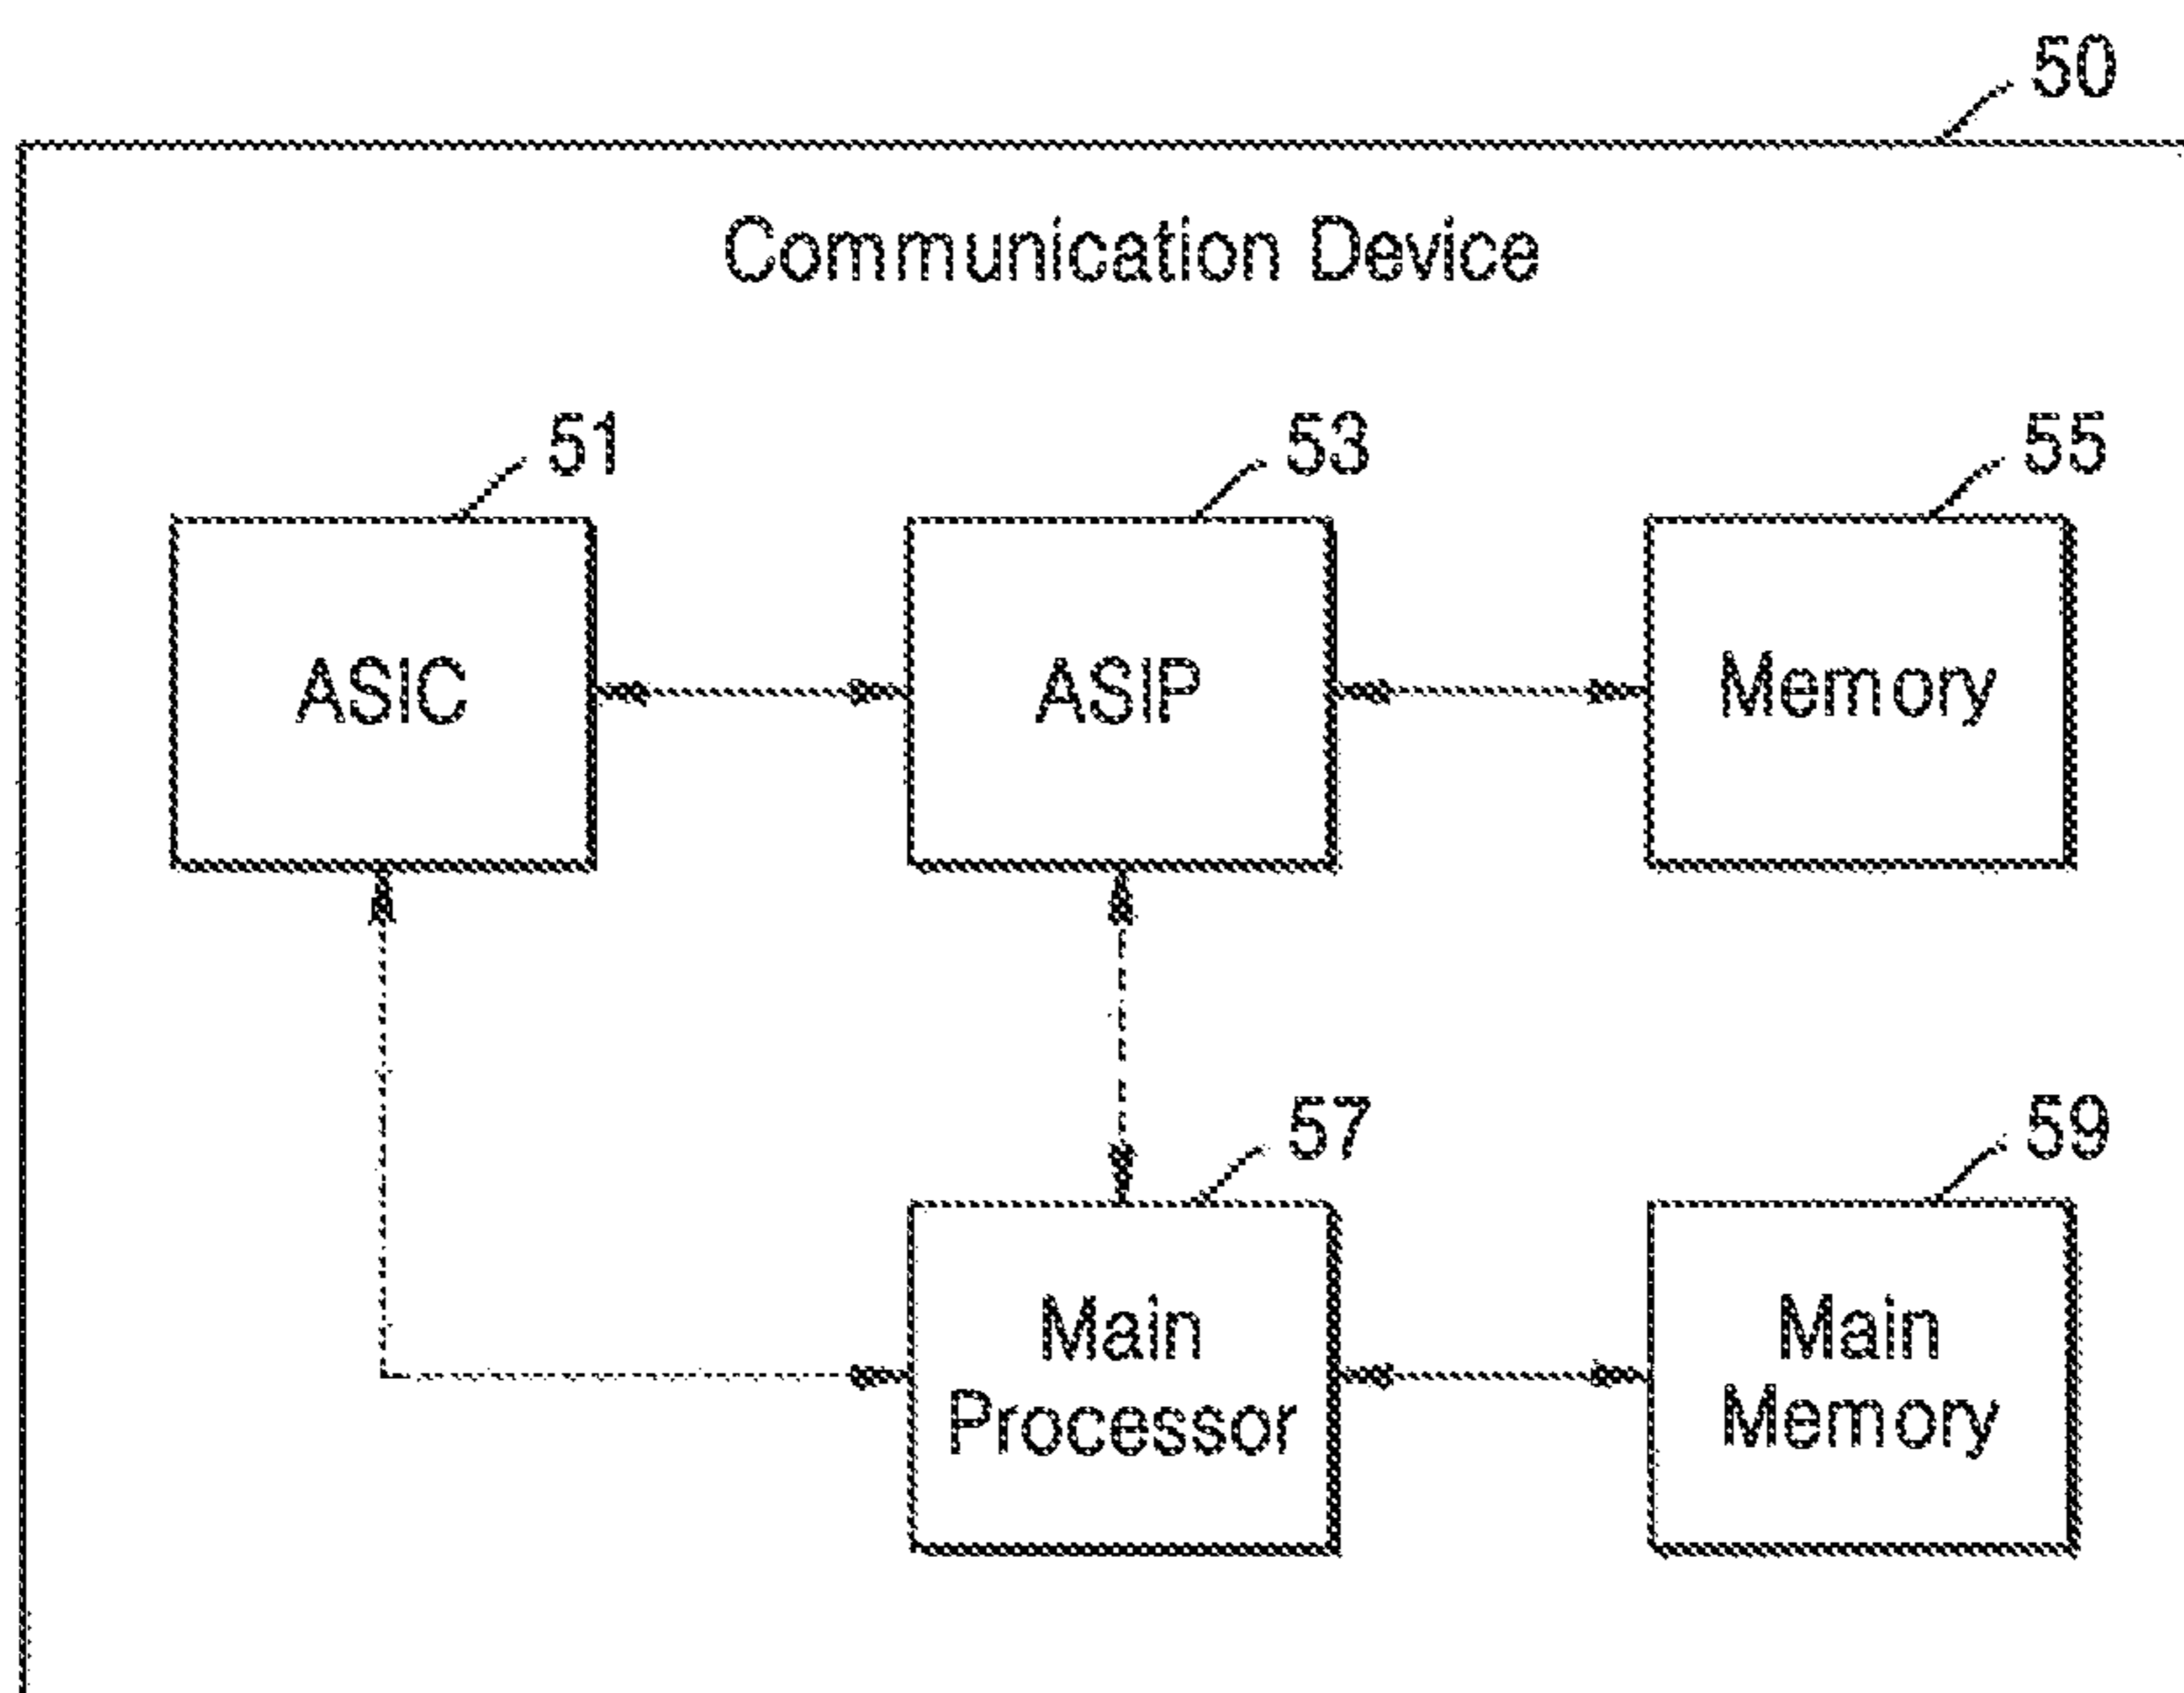 50
Communication Device
51
53
55
ASIC
ASIP
Memory
57
59
Main
Processor
Main
Memory